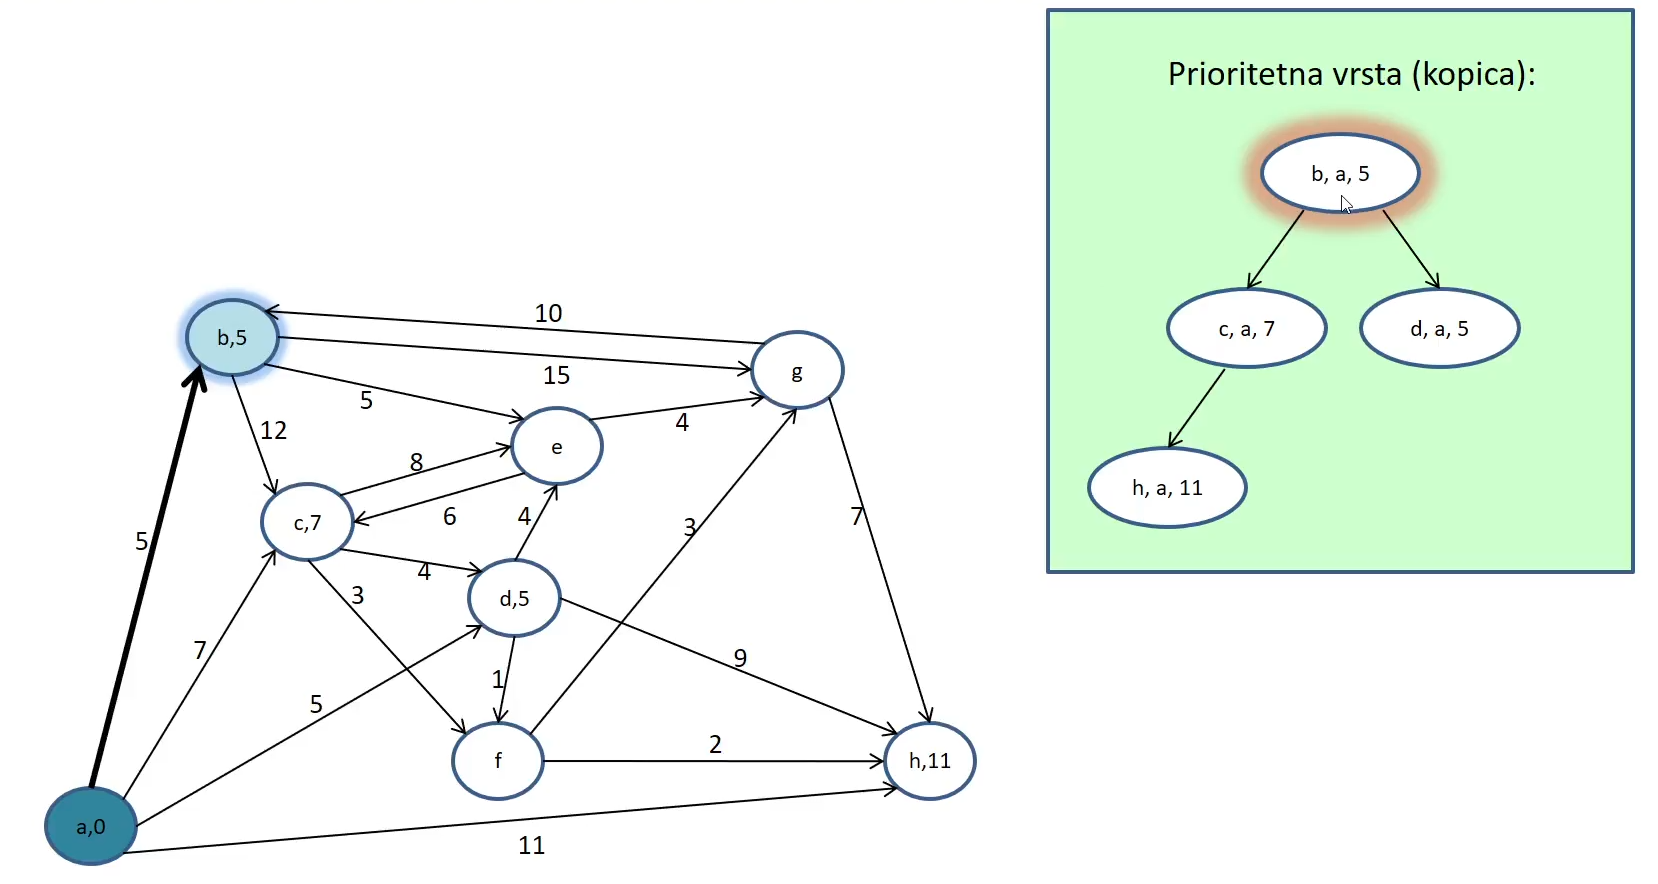 Prioritetna vrsta (kopica):
b, a, 5
c, a, 7
d, a, 5
h, a, 11
10
b,5
g
15
5
4
12
e
8
6
4
c,7
3
7
5
4
3
d,5
7
9
1
5
2
f
h,11
a,0
11